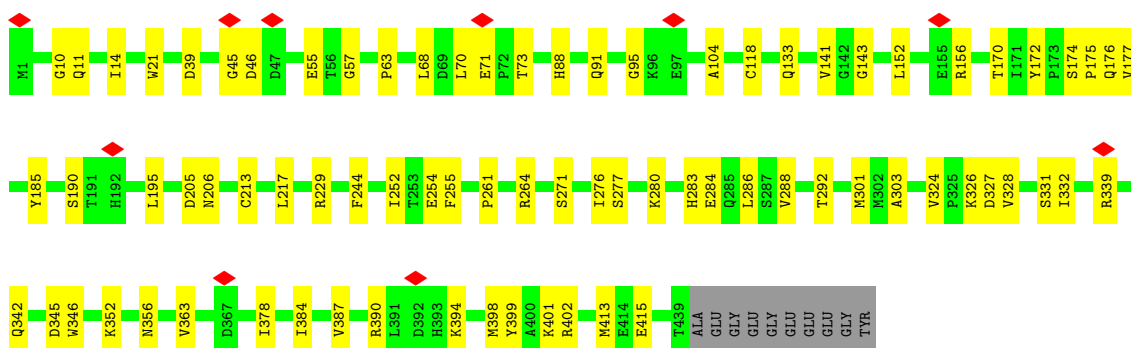 M1 G10 Q11 I14 W21 D39 G45 D46 D47 E55 T56 G57 P63 L68 D69 L70 E71 P72 T73 H88 Q91 G95 K96 E97 A104 C118 Q133 V141 G142 G143 L152 E155 R156 T170 I171 Y172 P173 S174 P175 Q176 V177
Y185 S190 T191 H192 L195 D205 N206 C213 L217 R229 F244 I252 T253 E254 F255 P261 R264 S271 I276 S277 K280 H283 E284 Q285 L286 S287 V288 T292 M301 M302 A303 V324 P325 K326 D327 V328 S331 I332 R339
Q342 D345 W346 K352 N356 V363 D367 I378 I384 V387 R390 L391 D392 H393 K394 M398 Y399 A400 K401 R402 M413 E414 E415 T439 ALA GLU GLY GLU GLY GLU GLU GLU GLY TYR